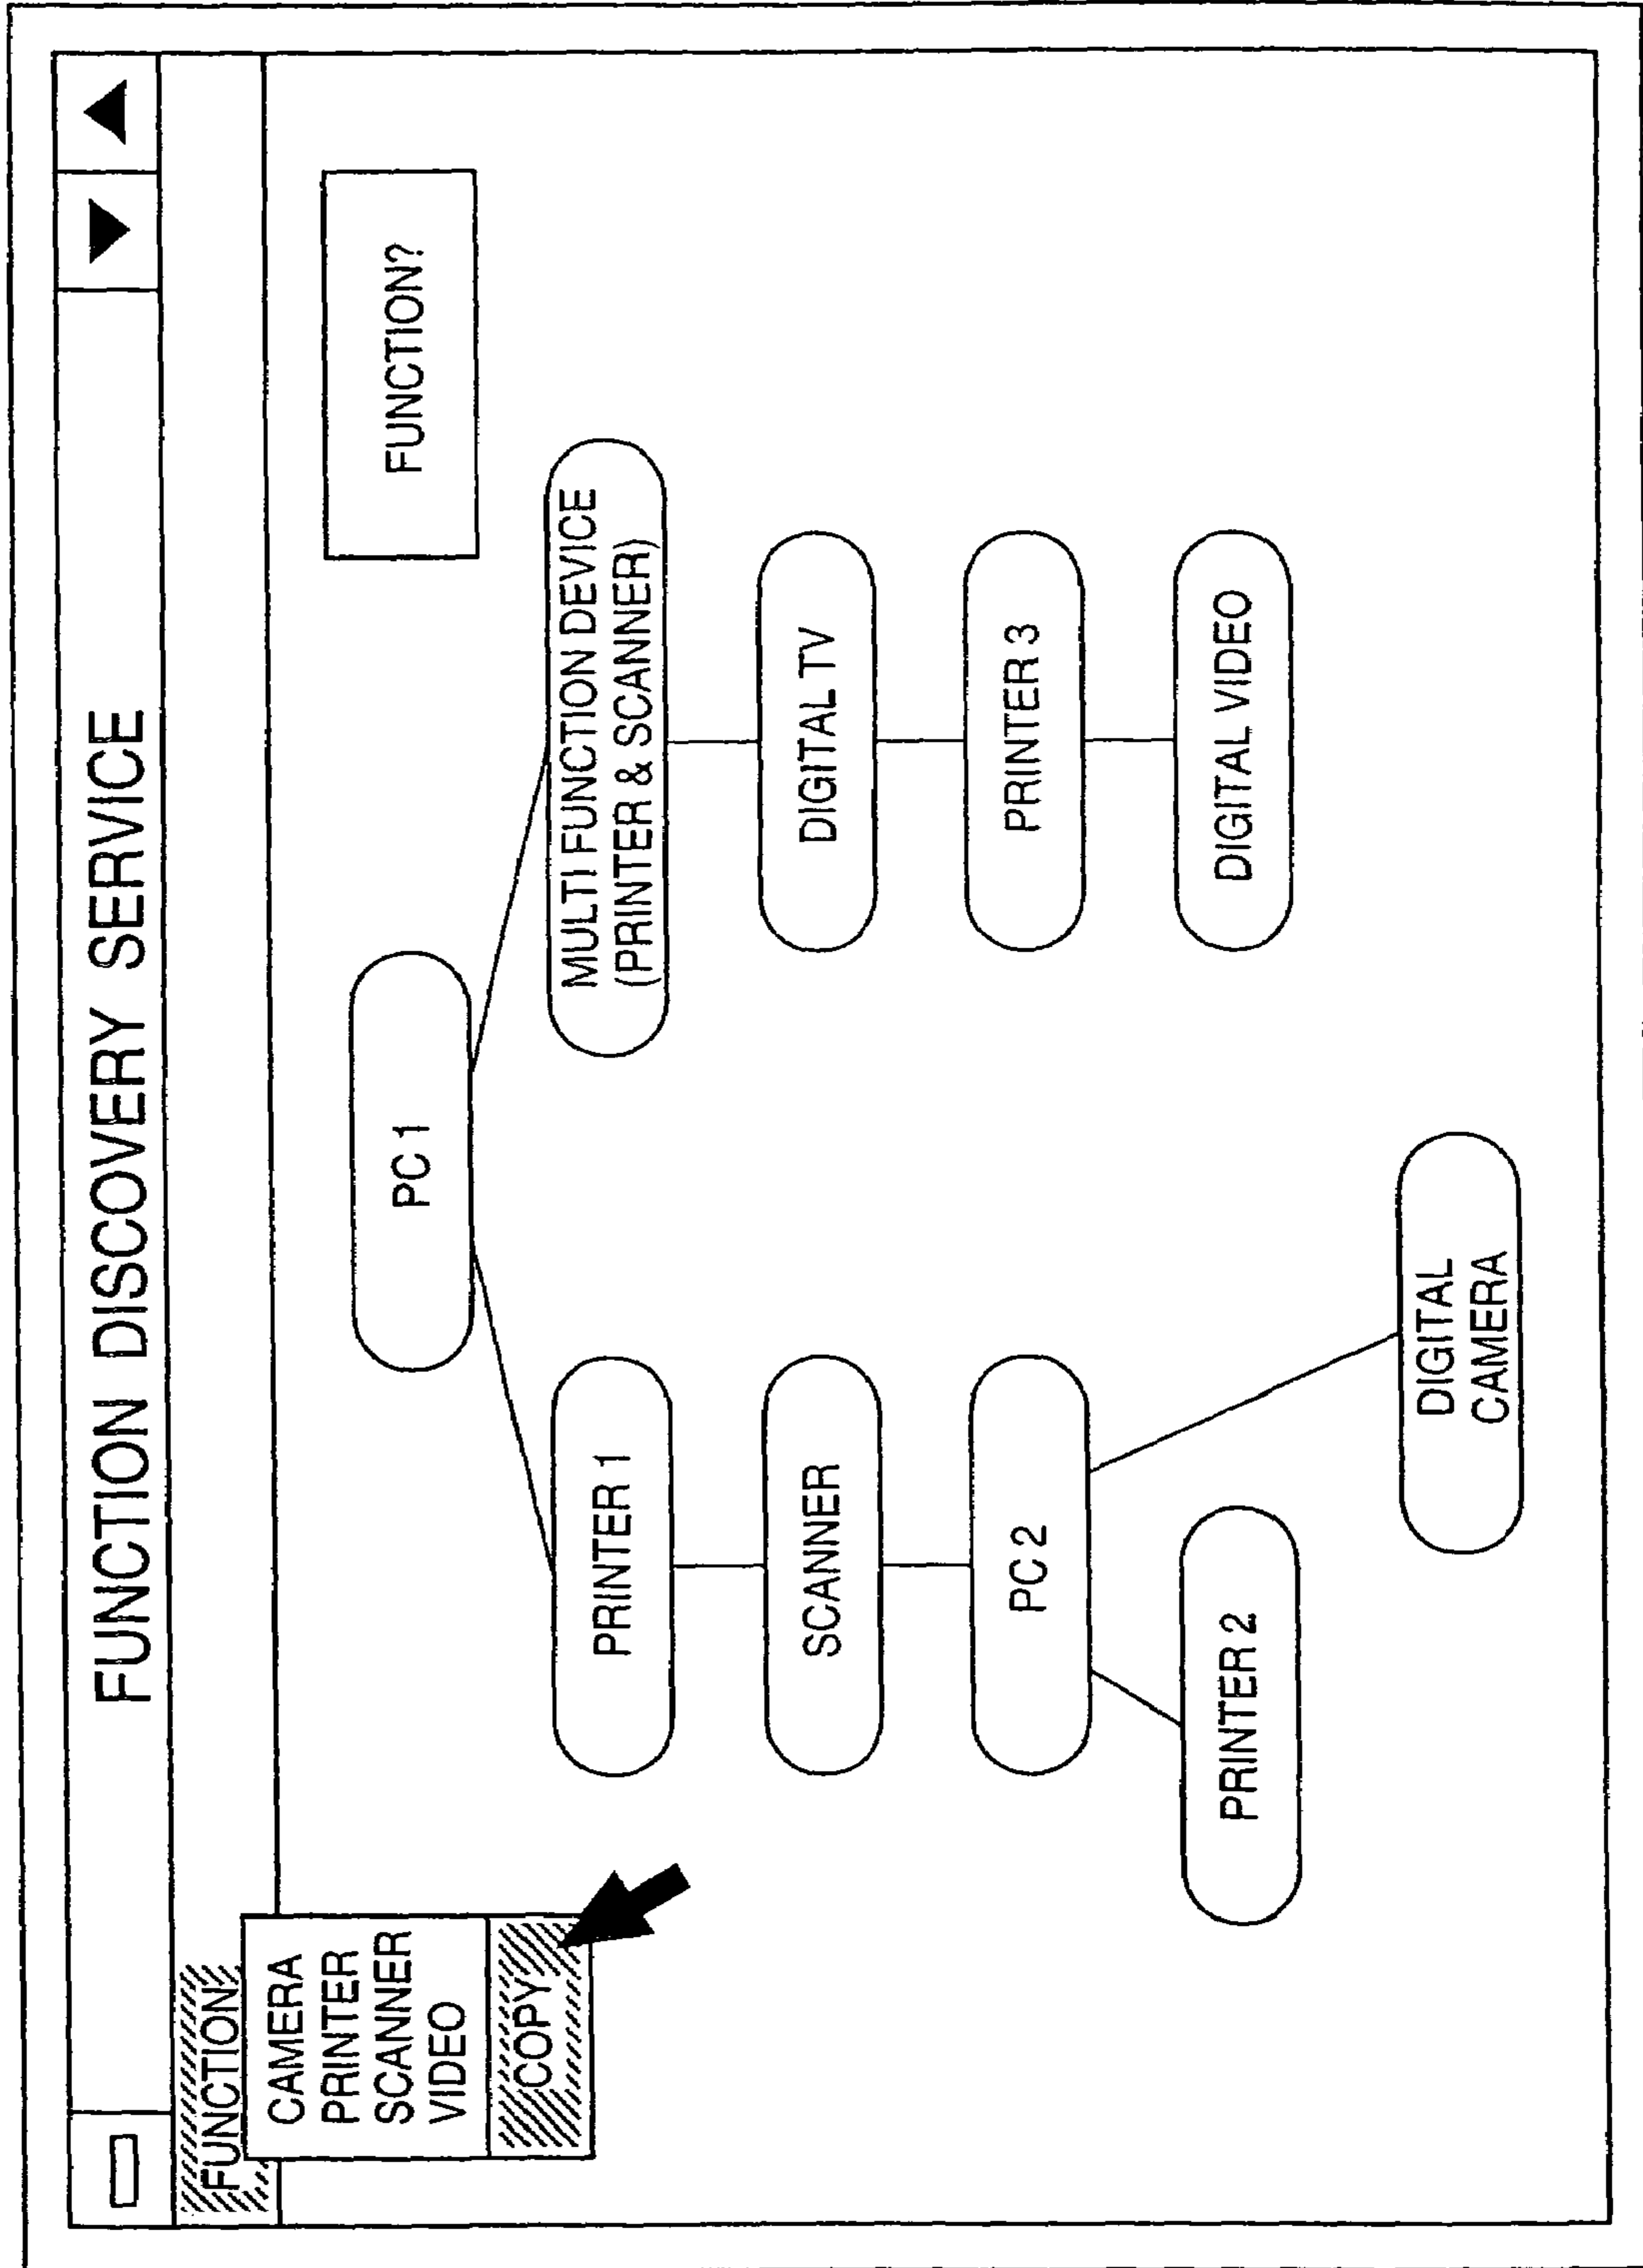 FUNCTION DISCOVERY SERVICE
FUNCTION
CAMERA
PRINTER
SCANNER
VIDEO
COPY
FUNCTION?
PC 1
PRINTER 1
SCANNER
PC 2
PRINTER 2
DIGITAL
CAMERA
MULTI FUNCTION DEVICE
(PRINTER & SCANNER)
DIGITAL TV
PRINTER 3
DIGITAL VIDEO